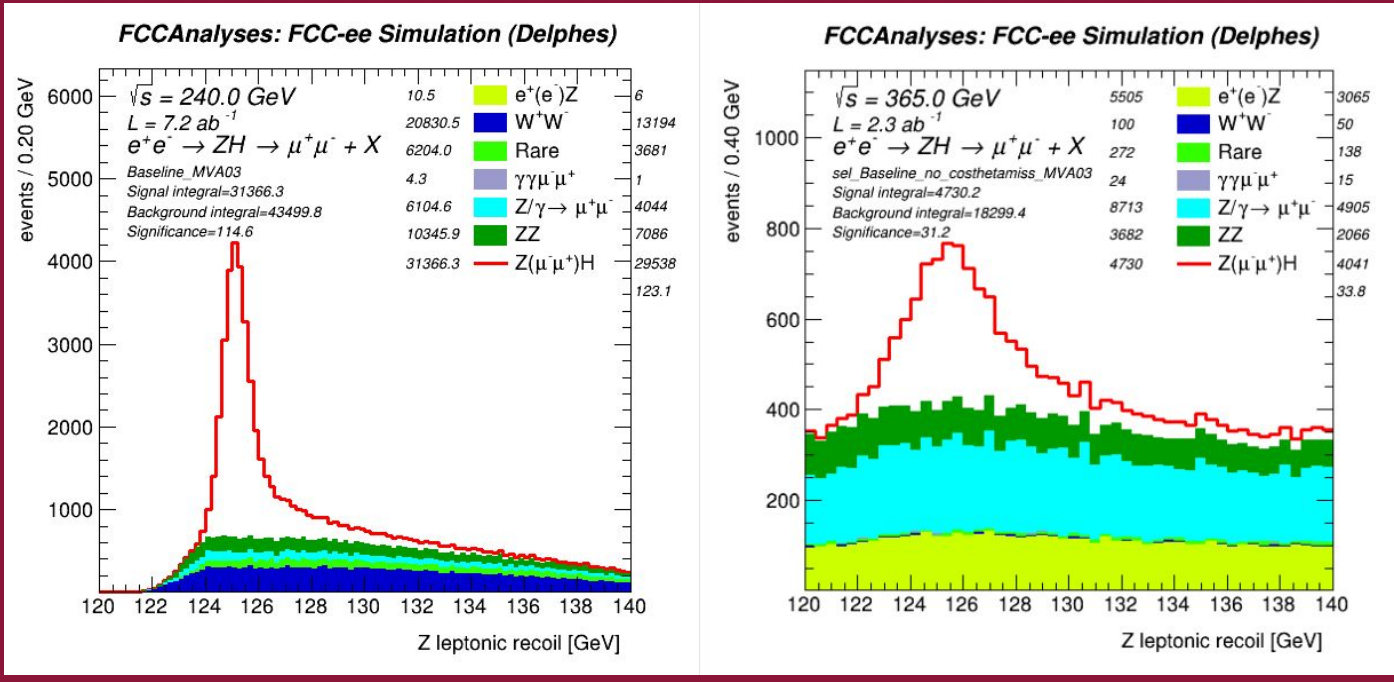 FCCAnalyses: FCC-ee Simulation (Delphes)
events / 0.20 GeV
6000
5000
4000
3000
2000
1000
√s = 240.0 GeV
L = 7.2 ab⁻¹
e⁺e⁻ → ZH → μ⁺μ⁻ + X
Baseline_MVA03
Signal integral=31366.3
Background integral=43499.8
Significance=114.6
10.5 e⁺(e⁻)Z 6
20830.5 W⁺W⁻ 13194
6204.0 Rare 3681
4.3 γγμ⁻μ⁺ 1
6104.6 Z/γ→ μ⁺μ⁻ 4044
10345.9 ZZ 7086
31366.3 Z(μ⁻μ⁺)H 29538
123.1
120 122 124 126 128 130 132 134 136 138 140
Z leptonic recoil [GeV]
FCCAnalyses: FCC-ee Simulation (Delphes)
events / 0.40 GeV
1000
800
600
400
200
√s = 365.0 GeV
L = 2.3 ab⁻¹
e⁺e⁻ → ZH → μ⁺μ⁻ + X
sel_Baseline_no_costhetamiss_MVA03
Signal integral=4730.2
Background integral=18299.4
Significance=31.2
5505 e⁺(e⁻)Z 3065
100 W⁺W⁻ 50
272 Rare 138
24 γγμ⁻μ⁺ 15
8713 Z/γ→ μ⁺μ⁻ 4905
3682 ZZ 2066
4730 Z(μ⁻μ⁺)H 4041
33.8
120 122 124 126 128 130 132 134 136 138 140
Z leptonic recoil [GeV]